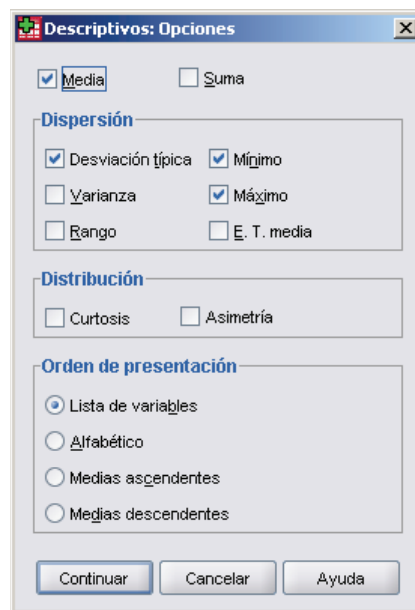 Descriptivos: Opciones
Media Suma
Dispersión
Desviación típica Mínimo
Varianza Máximo
Rango E. T. media
Distribución
Curtosis Asimetría
Orden de presentación
Lista de variables
Alfabético
Medias ascendentes
Medias descendentes
Continuar Cancelar Ayuda